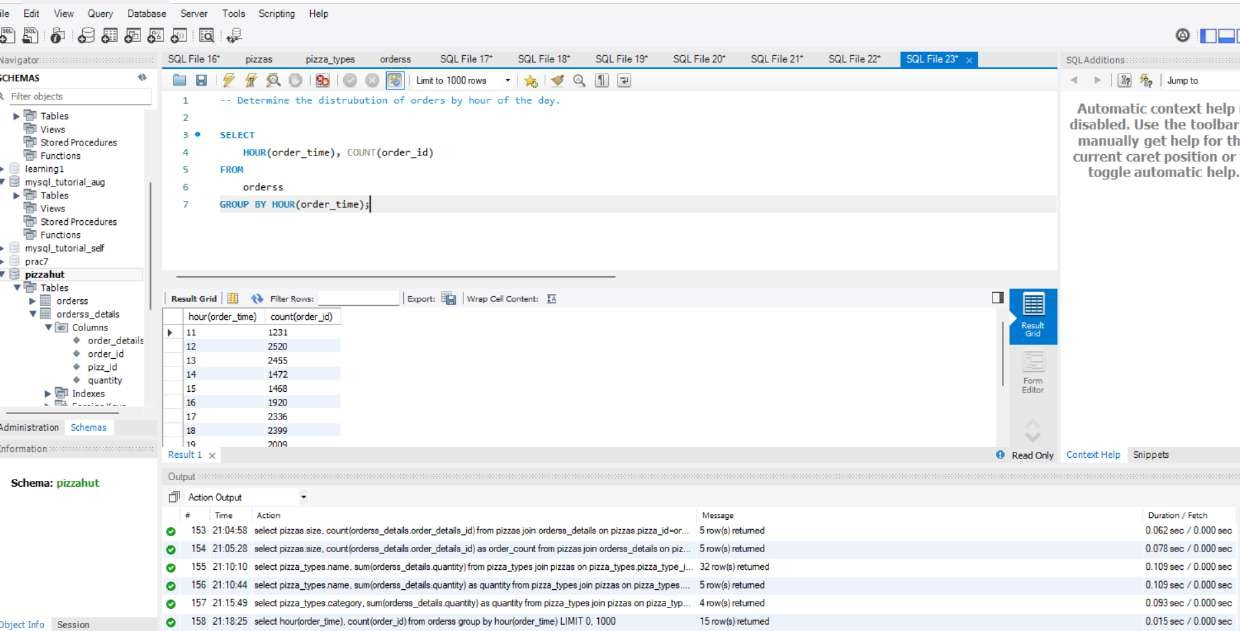 File Edit View Query Database Server Tools Scripting Help
Navigator
SCHEMAS
Filter objects
Tables
Views
Stored Procedures
Functions
learning1
mysql_tutorial_aug
Tables
Views
Stored Procedures
Functions
mysql_tutorial_self
prac7
pizzahut
Tables
orderss
orderss_details
Columns
order_details
order_id
pizz_id
quantity
Indexes
Administration Schemas
Information
Schema: pizzahut
Object Info Session
SQL File 16* pizzas pizza_types orderss SQL File 17* SQL File 18* SQL File 19* SQL File 20* SQL File 21* SQL File 22* SQL File 23*
Limit to 1000 rows
1 -- Determine the distrubution of orders by hour of the day.
2
3 SELECT
4 HOUR(order_time), COUNT(order_id)
5 FROM
6 orderss
7 GROUP BY HOUR(order_time);
Result Grid Filter Rows: Export: Wrap Cell Content:
hour(order_time) count(order_id)
11 1231
12 2520
13 2455
14 1472
15 1468
16 1920
17 2336
18 2399
19 2009
Result Grid
Form Editor
Result 1
Read Only
SQLAdditions
Jump to
Automatic context help
disabled. Use the toolbar
manually get help for
current caret position or
toggle automatic help.
Context Help Snippets
Output
Action Output
# Time Action Message Duration / Fetch
153 21:04:58 select pizzas.size, count(orderss_details.order_details_id) from pizzas join orderss_details on pizzas.pizza_id=or... 5 row(s) returned 0.062 sec / 0.000 sec
154 21:05:28 select pizzas.size, count(orderss_details.order_details_id) as order_count from pizzas join orderss_details on piz... 5 row(s) returned 0.078 sec / 0.000 sec
155 21:10:10 select pizza_types.name, sum(orderss_details.quantity) from pizza_types join pizzas on pizza_types.pizza_type_i... 32 row(s) returned 0.109 sec / 0.000 sec
156 21:10:44 select pizza_types.name, sum(orderss_details.quantity) as quantity from pizza_types join pizzas on pizza_types.... 5 row(s) returned 0.109 sec / 0.000 sec
157 21:15:49 select pizza_types.category, sum(orderss_details.quantity) as quantity from pizza_types join pizzas on pizza_typ... 4 row(s) returned 0.093 sec / 0.000 sec
158 21:18:25 select hour(order_time), count(order_id) from orderss group by hour(order_time) LIMIT 0, 1000 15 row(s) returned 0.015 sec / 0.000 sec